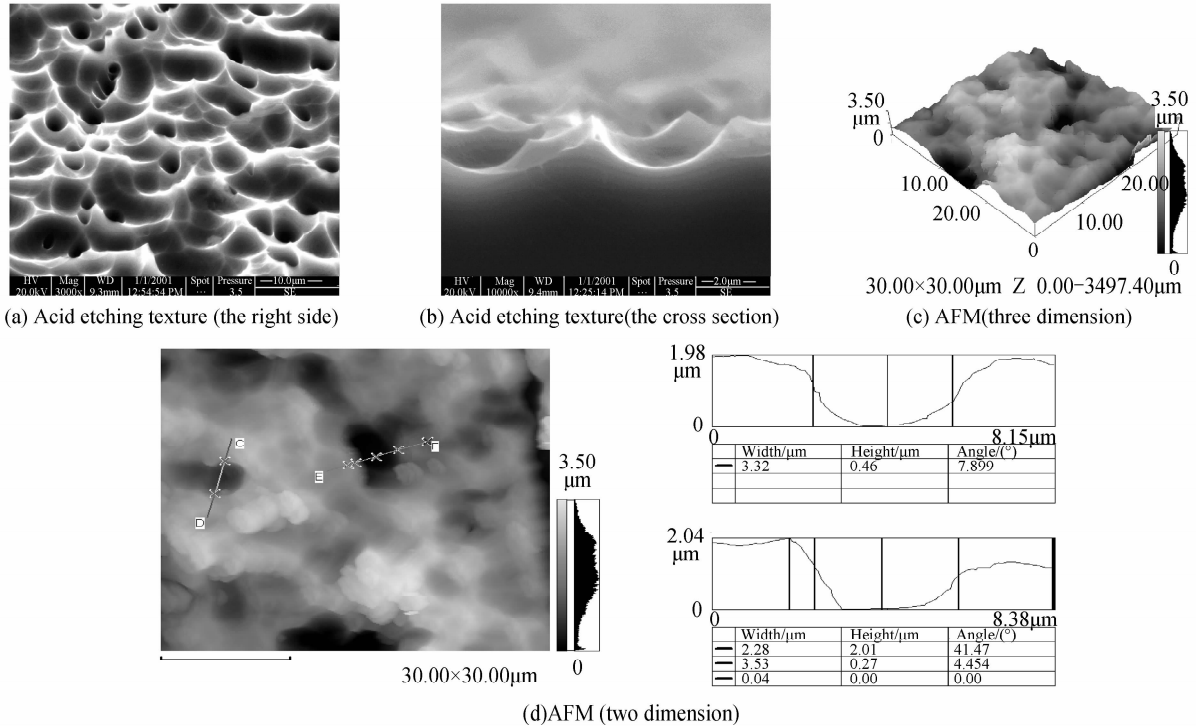 HV Mag WD 1/1/2001 Spot Pressure —10.0μm—
20.0kV 3000x 9.3mm 12:54:54 PM ... 3.5 SE
(a) Acid etching texture (the right side)
HV Mag WD 1/1/2001 Spot Pressure —2.0μm—
20.0kV 10000x 9.4mm 12:25:14 PM ... 3.5 SE
(b) Acid etching texture(the cross section)
3.50
μm
0
10.00
20.00
0
10.00
20.00
3.50
μm
0
30.00×30.00μm Z 0.00−3497.40μm
(c) AFM(three dimension)
C
D
E
F
3.50
μm
0
30.00×30.00μm
1.98
μm
0
0 8.15μm
Width/μm Height/μm Angle/(°)
3.32 0.46 7.899
2.04
μm
0
0 8.38μm
Width/μm Height/μm Angle/(°)
2.28 2.01 41.47
3.53 0.27 4.454
0.04 0.00 0.00
(d)AFM (two dimension)